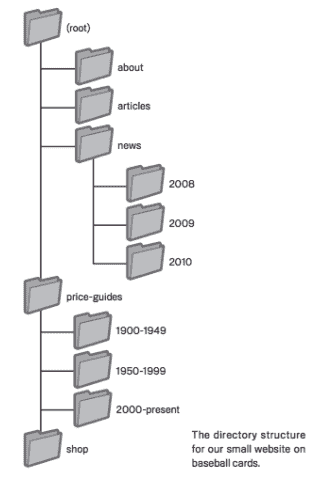 (root)
about
articles
news
2008
2009
2010
price-guides
1900-1949
1950-1999
2000-present
shop
The directory structure
for our small website on
baseball cards.